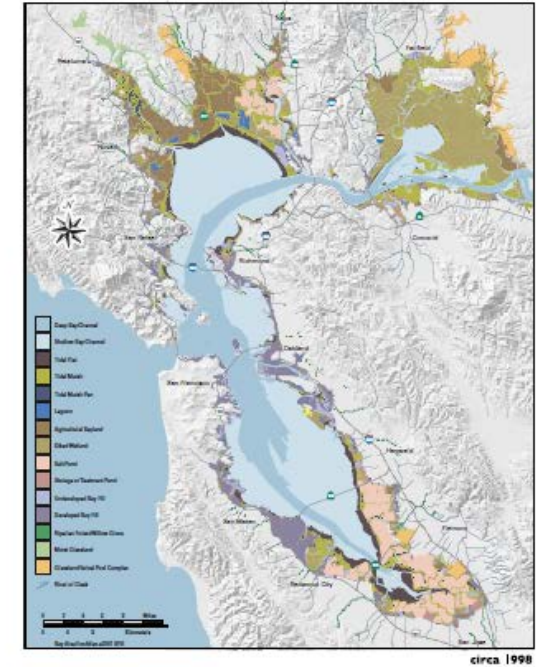 Napa
Petaluma
Fairfield
Novato
San Rafael
Concord
Richmond
Oakland
San Francisco
Hayward
San Mateo
Fremont
Redwood City
San Jose
Deep Bay/Channel
Shallow Bay/Channel
Tidal Flat
Tidal Marsh
Tidal Marsh Pan
Lagoon
Agricultural Bayland
Diked Wetland
Salt Pond
Storage or Treatment Pond
Undeveloped Bay Fill
Developed Bay Fill
Riparian Forest/Willow Grove
Moist Grassland
Grassland/Vernal Pool Complex
River or Creek
Miles
Kilometers
circa 1998